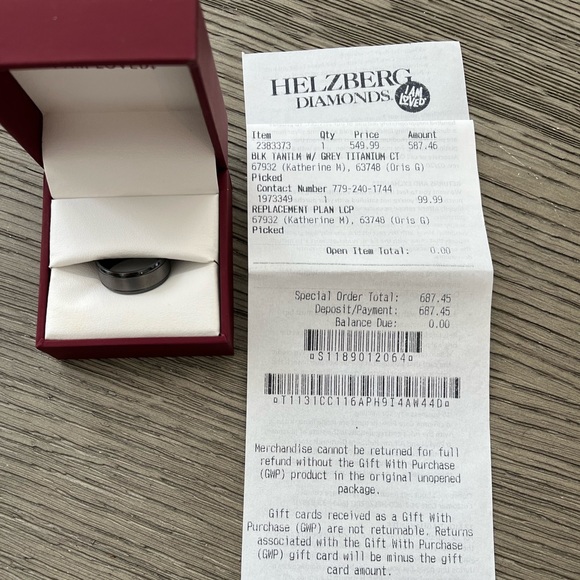 LOVED.
HELZBERG
DIAMONDS
I AM
LOVED
Item Qty Price Amount
2383373 1 549.99 587.46
BLK TANTLM W/ GREY TITANIUM CT
67932 (Katherine M), 63748 (Oris G)
Picked
Contact Number 779-240-1744
1973349 1 99.99
REPLACEMENT PLAN LCP
67932 (Katherine M), 63748 (Oris G)
Picked
Open Item Total: 0.00
Special Order Total: 687.45
Deposit/Payment: 687.45
Balance Due: 0.00
¤S1189012064¤
¤T1131CC116APH9I4AW44D¤
Merchandise cannot be returned for full
refund without the Gift With Purchase
(GWP) product in the original unopened
package.
Gift cards received as a Gift With
Purchase (GWP) are not returnable. Returns
associated with the Gift With Purchase
(GWP) gift card will be minus the gift
card amount.